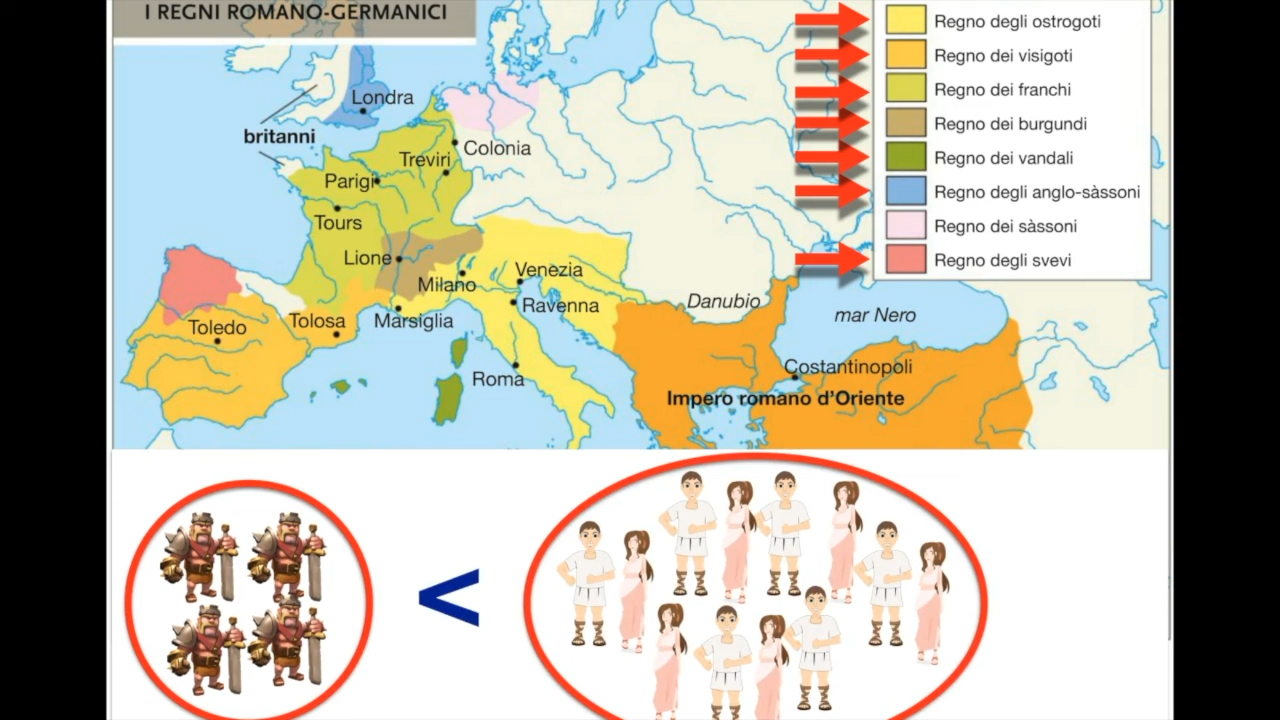 I REGNI ROMANO-GERMANICI
Regno degli ostrogoti
Regno dei visigoti
Regno dei franchi
Regno dei burgundi
Regno dei vandali
Regno degli anglo-sàssoni
Regno dei sàssoni
Regno degli svevi
Londra
britanni
Colonia
Treviri
Parigi
Tours
Lione
Milano
Venezia
Ravenna
Danubio
mar Nero
Toledo
Tolosa
Marsiglia
Roma
Costantinopoli
Impero romano d'Oriente
<